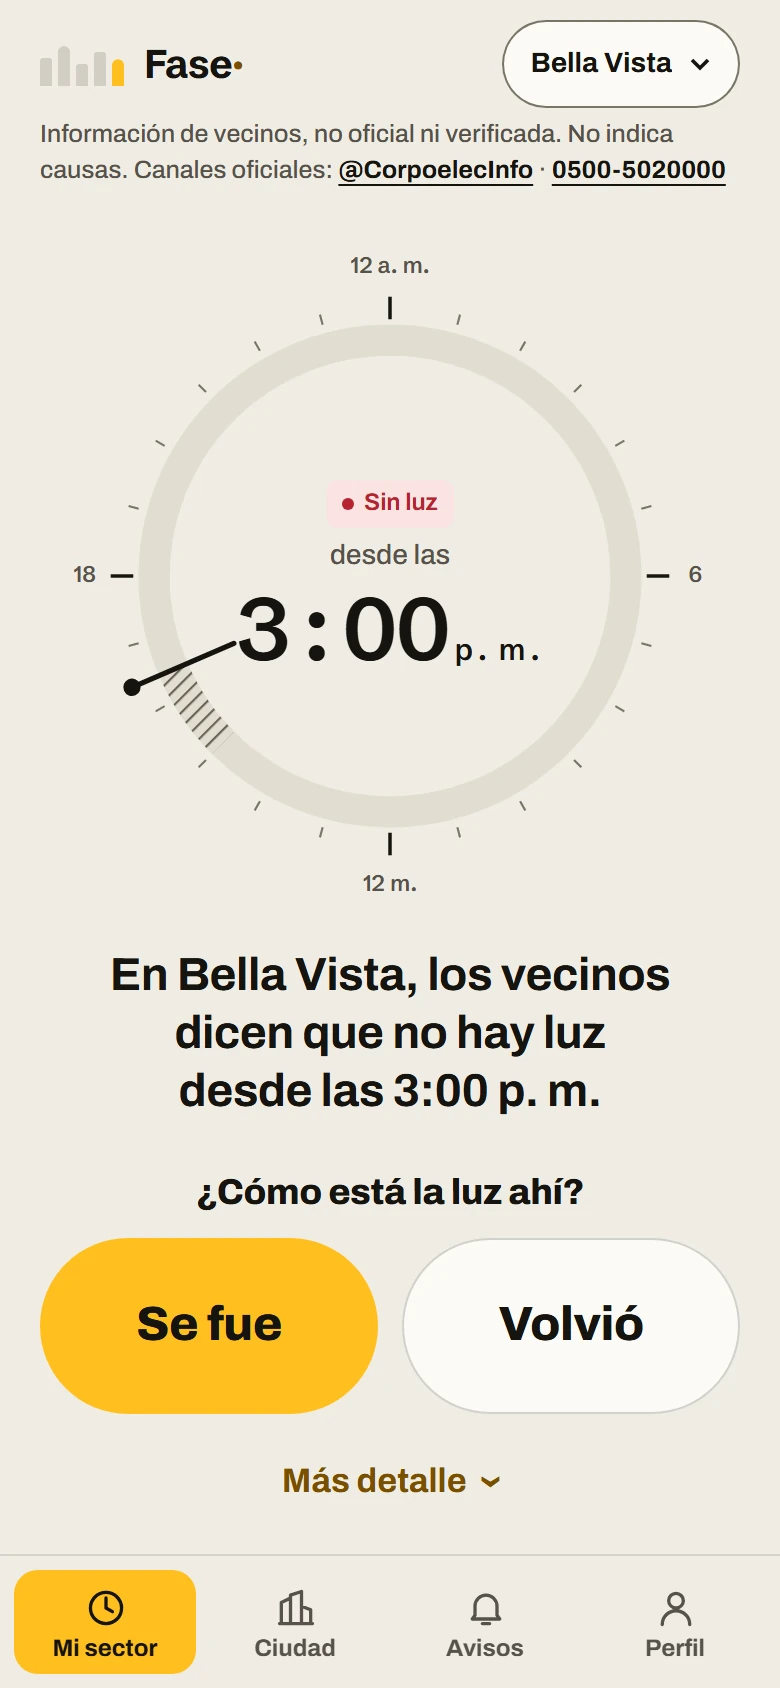 Fase
Bella Vista
Información de vecinos, no oficial ni verificada. No indica
causas. Canales oficiales: @CorpoelecInfo · 0500-5020000
12 a. m.
Sin luz
desde las
18
6
3:00 p. m.
12 m.
En Bella Vista, los vecinos
dicen que no hay luz
desde las 3:00 p. m.
¿Cómo está la luz ahí?
Se fue
Volvió
Más detalle
Mi sector
Ciudad
Avisos
Perfil